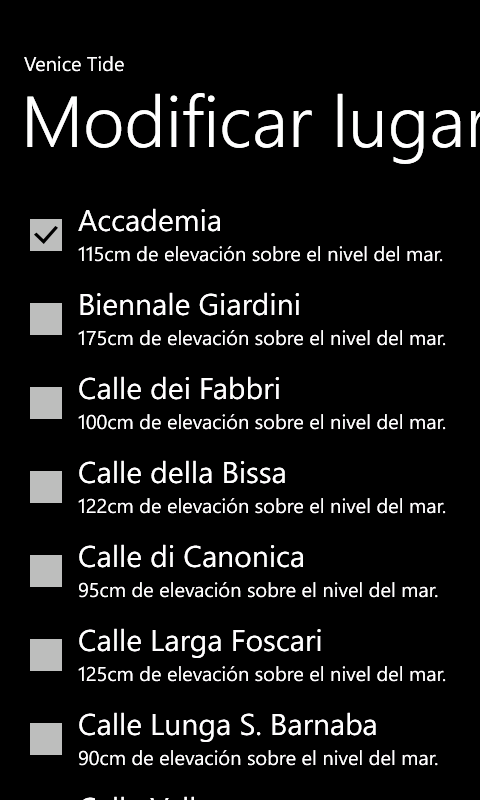 Venice Tide
Modificar lugar
Accademia
115cm de elevación sobre el nivel del mar.
Biennale Giardini
175cm de elevación sobre el nivel del mar.
Calle dei Fabbri
100cm de elevación sobre el nivel del mar.
Calle della Bissa
122cm de elevación sobre el nivel del mar.
Calle di Canonica
95cm de elevación sobre el nivel del mar.
Calle Larga Foscari
125cm de elevación sobre el nivel del mar.
Calle Lunga S. Barnaba
90cm de elevación sobre el nivel del mar.